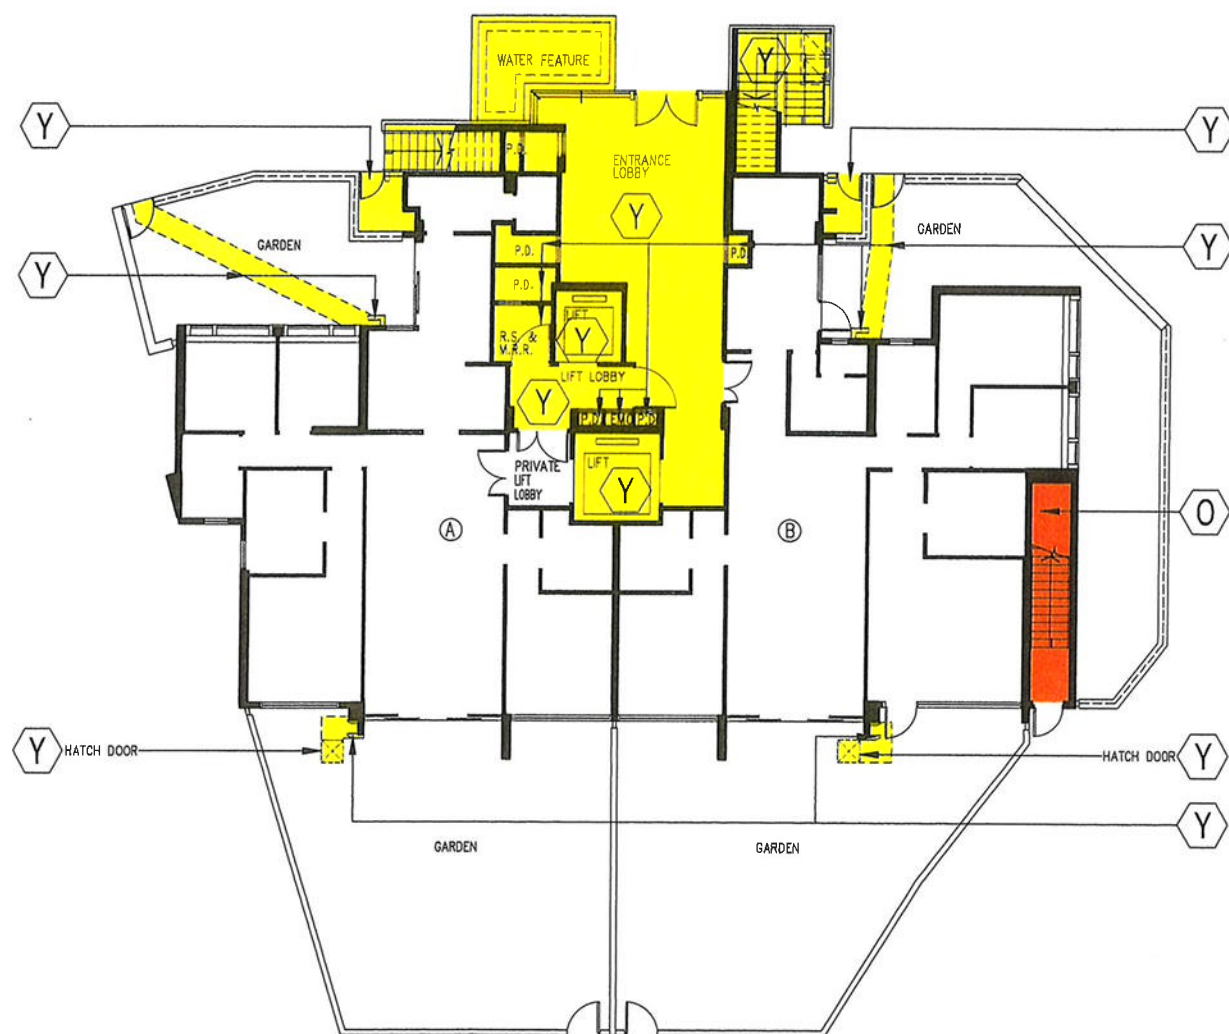 WATER FEATURE
Y
Y
Y
P.D.
ENTRANCE
LOBBY
Y
GARDEN
P.D.
P.D.
GARDEN
Y
Y
P.D.
LIFT
Y
R.S. &
M.R.R.
LIFT LOBBY
Y
P.D.
EMC
P.D.
LIFT
Y
PRIVATE
LIFT
LOBBY
A
B
O
Y
HATCH DOOR
HATCH DOOR
Y
Y
GARDEN
GARDEN